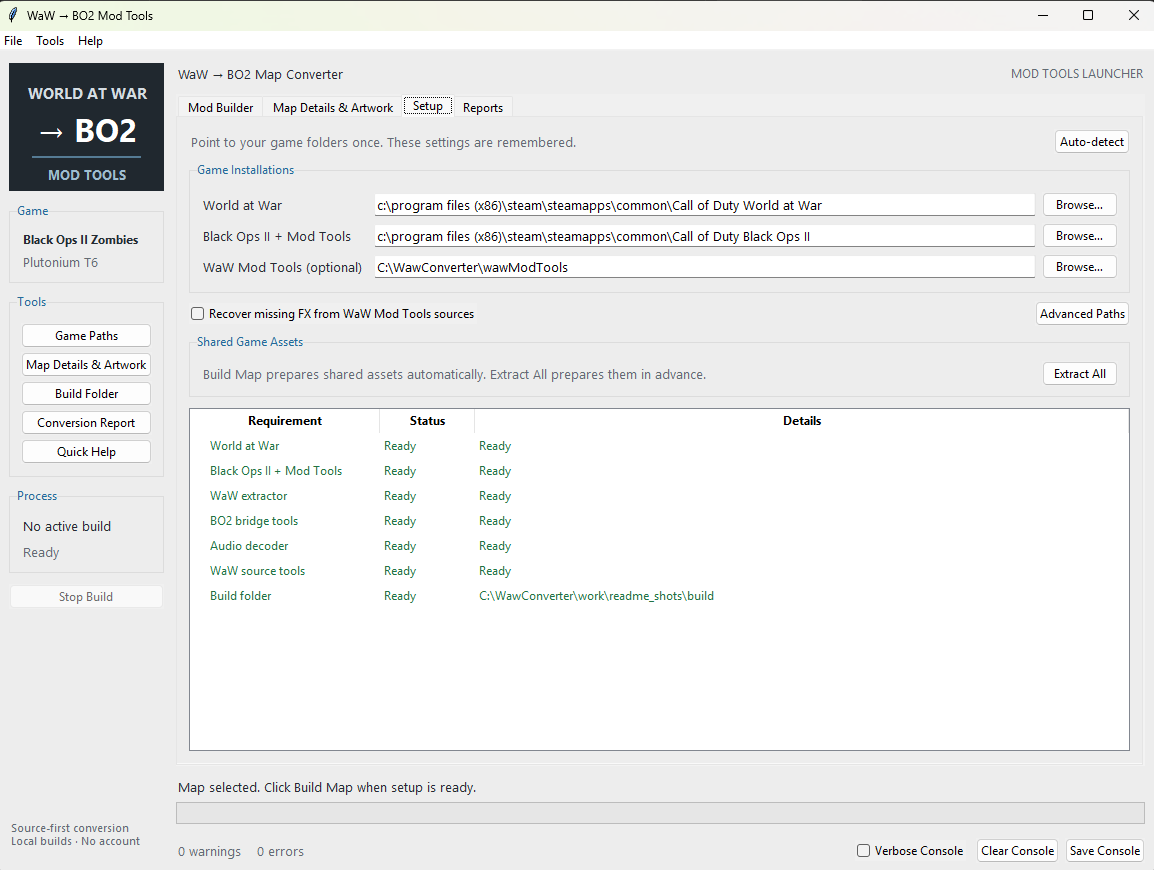 WaW → BO2 Mod Tools
File Tools Help
WORLD AT WAR
→ BO2
MOD TOOLS
Game
Black Ops II Zombies
Plutonium T6
Tools
Game Paths
Map Details & Artwork
Build Folder
Conversion Report
Quick Help
Process
No active build
Ready
Stop Build
Source-first conversion
Local builds · No account
WaW → BO2 Map Converter
MOD TOOLS LAUNCHER
Mod Builder Map Details & Artwork Setup Reports
Point to your game folders once. These settings are remembered.
Auto-detect
Game Installations
World at War c:\program files (x86)\steam\steamapps\common\Call of Duty World at War Browse...
Black Ops II + Mod Tools c:\program files (x86)\steam\steamapps\common\Call of Duty Black Ops II Browse...
WaW Mod Tools (optional) C:\WawConverter\wawModTools Browse...
Recover missing FX from WaW Mod Tools sources
Advanced Paths
Shared Game Assets
Build Map prepares shared assets automatically. Extract All prepares them in advance.
Extract All
Requirement Status Details
World at War Ready Ready
Black Ops II + Mod Tools Ready Ready
WaW extractor Ready Ready
BO2 bridge tools Ready Ready
Audio decoder Ready Ready
WaW source tools Ready Ready
Build folder Ready C:\WawConverter\work\readme_shots\build
Map selected. Click Build Map when setup is ready.
0 warnings 0 errors
Verbose Console Clear Console Save Console